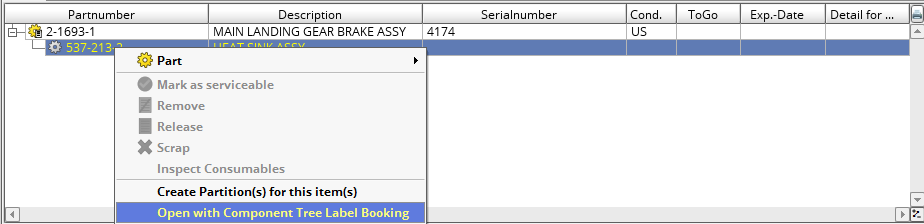 Partnumber Description Serialnumber Cond. ToGo Exp.-Date Detail for ...
2-1693-1 MAIN LANDING GEAR BRAKE ASSY 4174 US
537-213-2 HEAT SINK ASSY
Part
Mark as serviceable
Remove
Release
Scrap
Inspect Consumables
Create Partition(s) for this item(s)
Open with Component Tree Label Booking